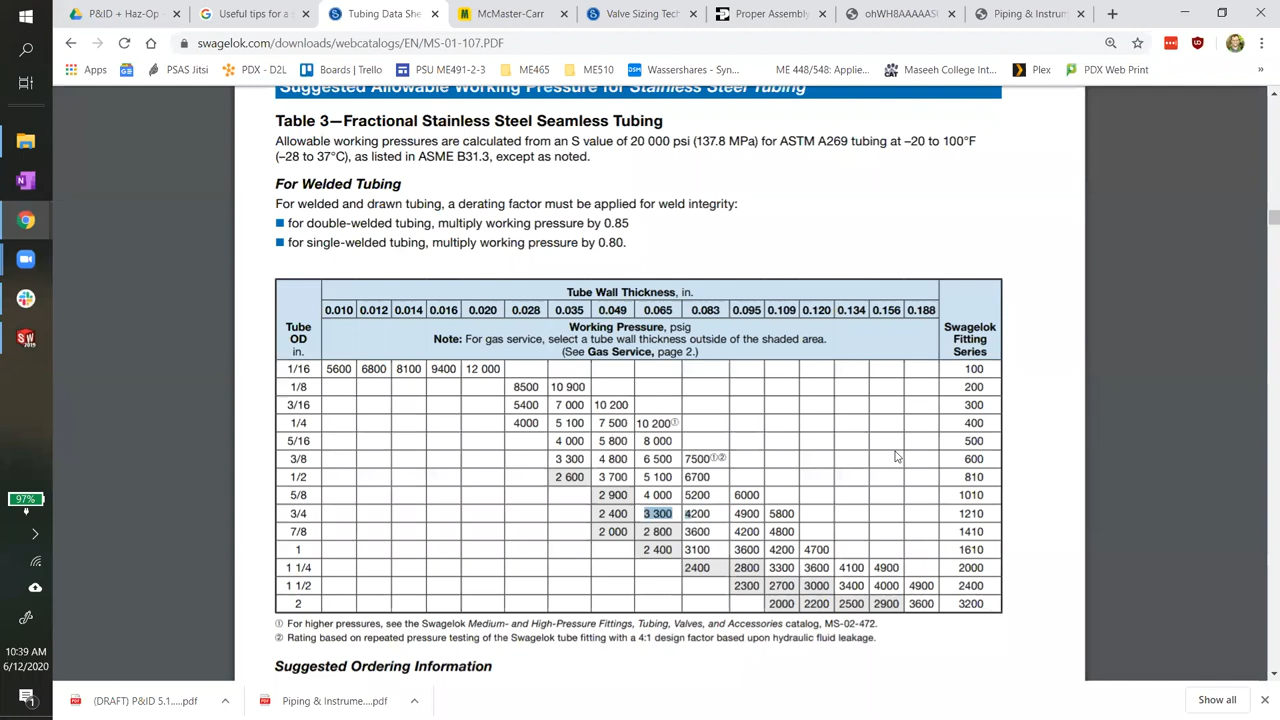 P&ID + Haz-Op
Useful tips for a s
Tubing Data She
McMaster-Carr
Valve Sizing Tec
Proper Assembly
ohWH8AAAAAS
Piping & Instrum
swagelok.com/downloads/webcatalogs/EN/MS-01-107.PDF
Apps
PSAS Jitsi
PDX - D2L
Boards | Trello
PSU ME491-2-3
ME465
ME510
Wassershares - Syn...
ME 448/548: Applie...
Maseeh College Int...
Plex
PDX Web Print
Suggested Allowable Working Pressure for Stainless Steel Tubing
Table 3—Fractional Stainless Steel Seamless Tubing
Allowable working pressures are calculated from an S value of 20 000 psi (137.8 MPa) for ASTM A269 tubing at –20 to 100°F
(–28 to 37°C), as listed in ASME B31.3, except as noted.
For Welded Tubing
For welded and drawn tubing, a derating factor must be applied for weld integrity:
for double-welded tubing, multiply working pressure by 0.85
for single-welded tubing, multiply working pressure by 0.80.
Tube Wall Thickness, in.
0.010 0.012 0.014 0.016 0.020 0.028 0.035 0.049 0.065 0.083 0.095 0.109 0.120 0.134 0.156 0.188
Tube OD in.
Working Pressure, psig
Note: For gas service, select a tube wall thickness outside of the shaded area.
(See Gas Service, page 2.)
Swagelok Fitting Series
1/16 5600 6800 8100 9400 12 000 100
1/8 8500 10 900 200
3/16 5400 7 000 10 200 300
1/4 4000 5 100 7 500 10 200① 400
5/16 4 000 5 800 8 000 500
3/8 3 300 4 800 6 500 7500①② 600
1/2 2 600 3 700 5 100 6700 810
5/8 2 900 4 000 5200 6000 1010
3/4 2 400 3 300 4200 4900 5800 1210
7/8 2 000 2 800 3600 4200 4800 1410
1 2 400 3100 3600 4200 4700 1610
1 1/4 2400 2800 3300 3600 4100 4900 2000
1 1/2 2300 2700 3000 3400 4000 4900 2400
2 2000 2200 2500 2900 3600 3200
① For higher pressures, see the Swagelok Medium- and High-Pressure Fittings, Tubing, Valves, and Accessories catalog, MS-02-472.
② Rating based on repeated pressure testing of the Swagelok tube fitting with a 4:1 design factor based upon hydraulic fluid leakage.
Suggested Ordering Information
97%
10:39 AM
6/12/2020
1
(DRAFT) P&ID 5.1.....pdf
Piping & Instrume....pdf
Show all